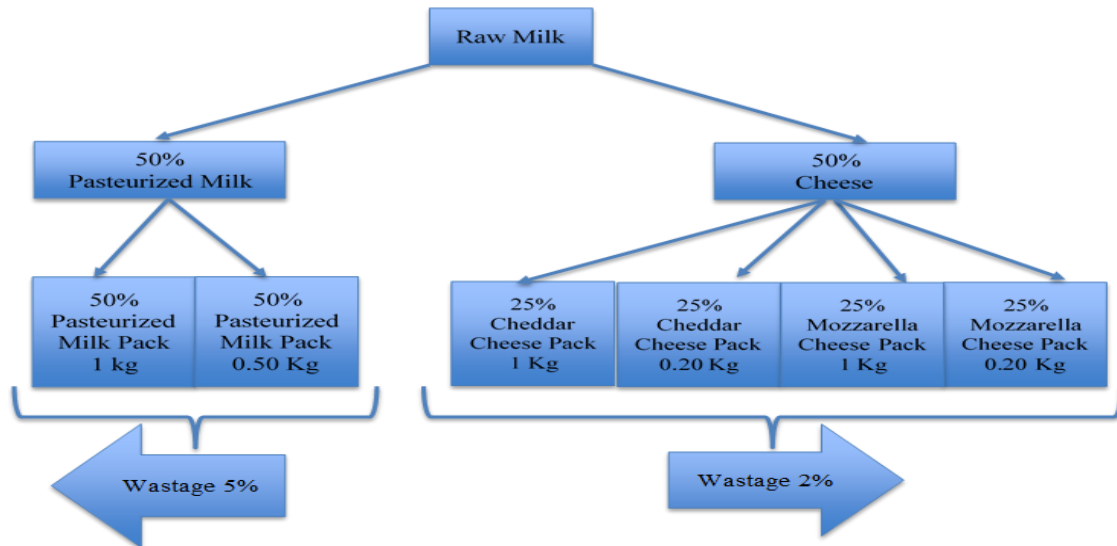 Raw Milk
50%
Pasteurized Milk
50%
Cheese
50%
Pasteurized
Milk Pack
1 kg
50%
Pasteurized
Milk Pack
0.50 Kg
25%
Cheddar
Cheese Pack
1 Kg
25%
Cheddar
Cheese Pack
0.20 Kg
25%
Mozzarella
Cheese Pack
1 Kg
25%
Mozzarella
Cheese Pack
0.20 Kg
Wastage 5%
Wastage 2%